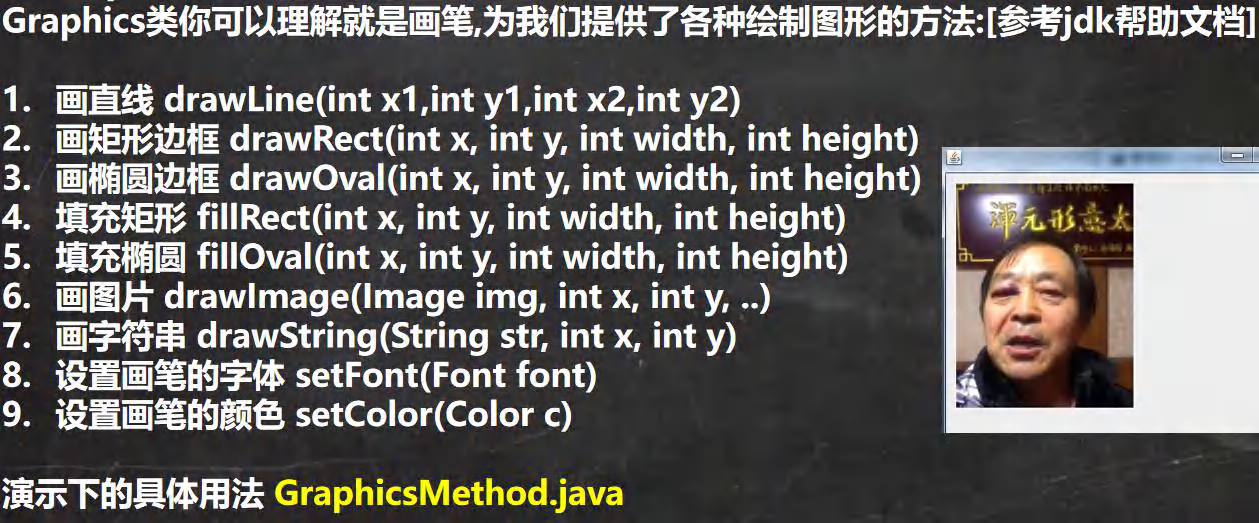 Graphics类你可以理解就是画笔,为我们提供了各种绘制图形的方法:[参考jdk帮助文档]
1. 画直线 drawLine(int x1,int y1,int x2,int y2)
2. 画矩形边框 drawRect(int x, int y, int width, int height)
3. 画椭圆边框 drawOval(int x, int y, int width, int height)
4. 填充矩形 fillRect(int x, int y, int width, int height)
5. 填充椭圆 fillOval(int x, int y, int width, int height)
6. 画图片 drawImage(Image img, int x, int y, ..)
7. 画字符串 drawString(String str, int x, int y)
8. 设置画笔的字体 setFont(Font font)
9. 设置画笔的颜色 setColor(Color c)
渾元形意太
演示下的具体用法 GraphicsMethod.java